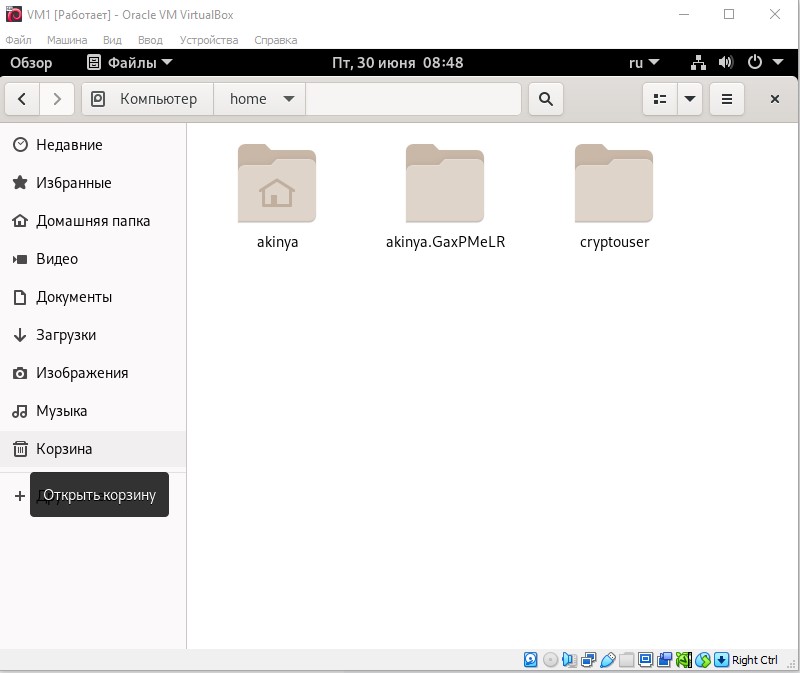 VM1 [Работает] - Oracle VM VirtualBox
Файл Машина Вид Ввод Устройства Справка
Обзор Файлы Пт, 30 июня 08:48 ru
Компьютер home
Недавние
Избранные
Домашняя папка
Видео
Документы
Загрузки
Изображения
Музыка
Корзина
Открыть корзину
akinya akinya.GaxPMeLR cryptouser
Right Ctrl